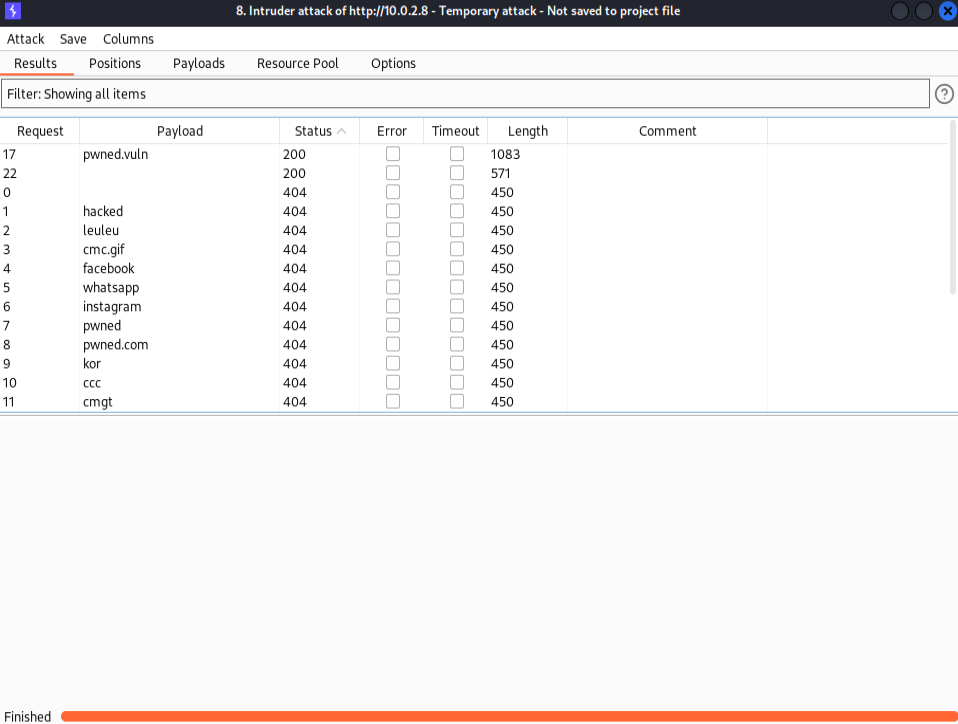 8. Intruder attack of http://10.0.2.8 - Temporary attack - Not saved to project file
Attack Save Columns
Results Positions Payloads Resource Pool Options
Filter: Showing all items
?
Request Payload Status Error Timeout Length Comment
17 pwned.vuln 200 1083
22 200 571
0 404 450
1 hacked 404 450
2 leuleu 404 450
3 cmc.gif 404 450
4 facebook 404 450
5 whatsapp 404 450
6 instagram 404 450
7 pwned 404 450
8 pwned.com 404 450
9 kor 404 450
10 ccc 404 450
11 cmgt 404 450
Finished